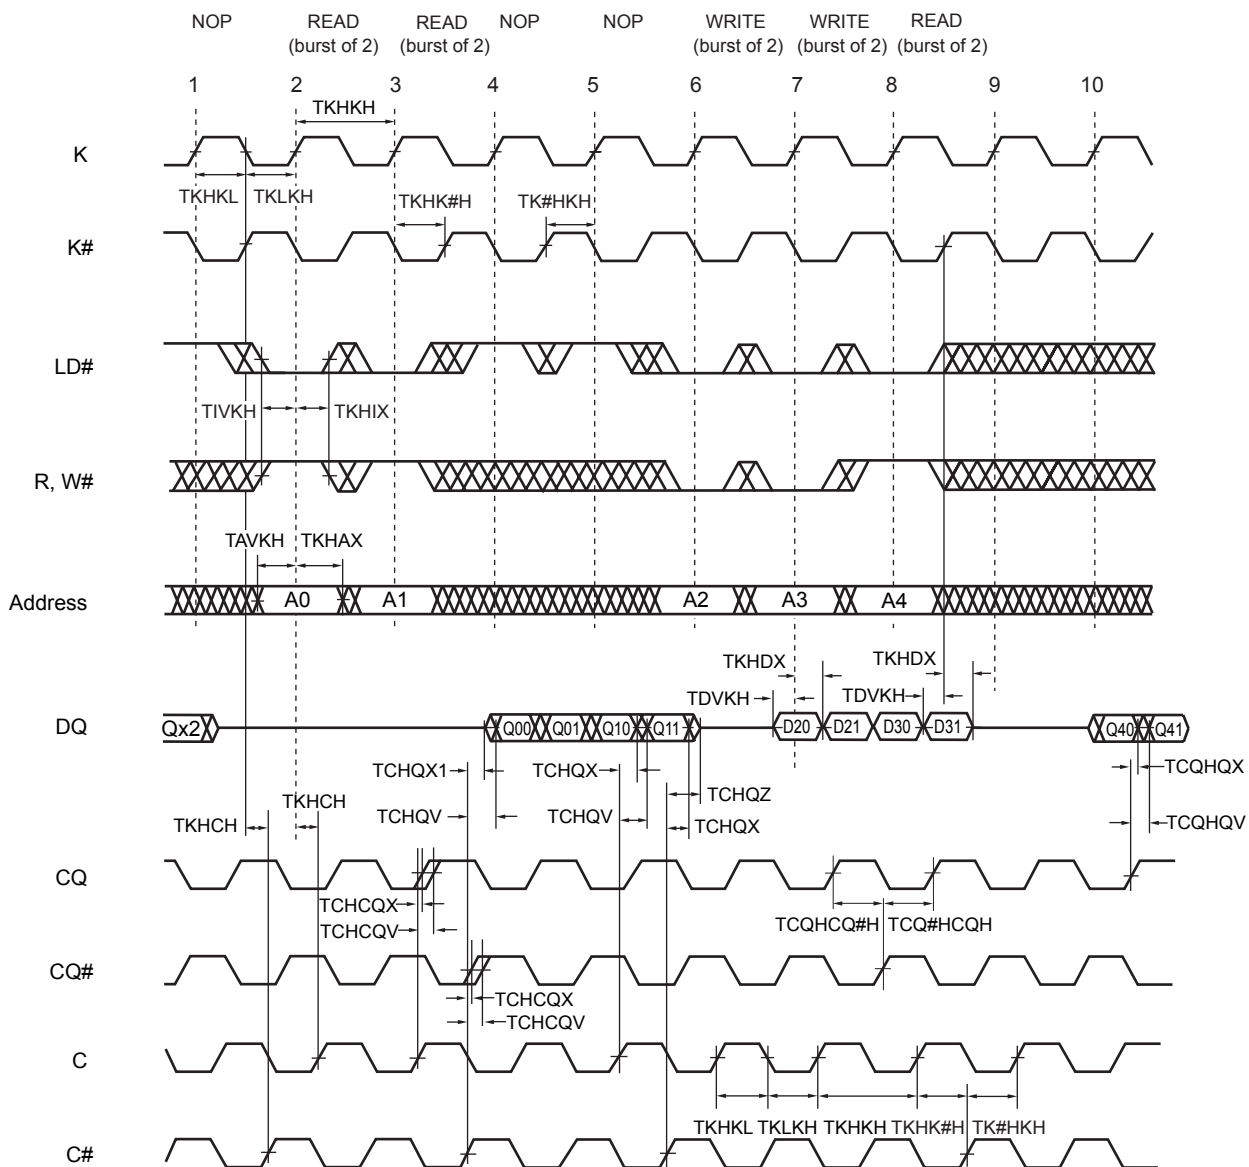 NOP READ READ NOP NOP WRITE WRITE READ
(burst of 2) (burst of 2) (burst of 2) (burst of 2) (burst of 2)
1 2 3 4 5 6 7 8 9 10
TKHKH
K
TKHKL TKLKH TKHK#H TK#HKH
K#
LD#
TIVKH TKHIX
R, W#
TAVKH TKHAX
Address A0 A1 A2 A3 A4
TKHDX TKHDX
TDVKH TDVKH
DQ Qx2 Q00 Q01 Q10 Q11 D20 D21 D30 D31 Q40 Q41
TCHQX1 TCHQX TCQHQX
TKHCH TCHQZ
TKHCH TCHQV TCHQV TCHQX TCQHQV
CQ
TCHCQX
TCHCQV TCQHCQ#H TCQ#HCQH
CQ#
TCHCQX
TCHCQV
C
TKHKL TKLKH TKHKH TKHK#H TK#HKH
C#